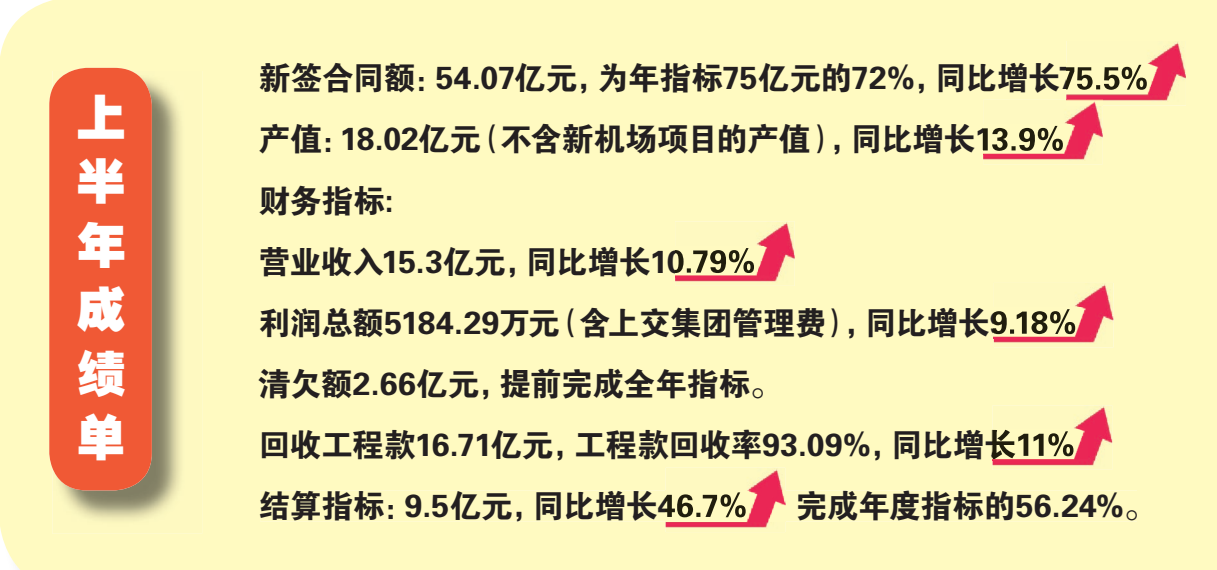 上半年成绩单
新签合同额：54.07亿元，为年指标75亿元的72%，同比增长75.5%
产值：18.02亿元（不含新机场项目的产值），同比增长13.9%
财务指标：
营业收入15.3亿元，同比增长10.79%
利润总额5184.29万元（含上交集团管理费），同比增长9.18%
清欠额2.66亿元，提前完成全年指标。
回收工程款16.71亿元，工程款回收率93.09%，同比增长11%
结算指标：9.5亿元，同比增长46.7% 完成年度指标的56.24%。